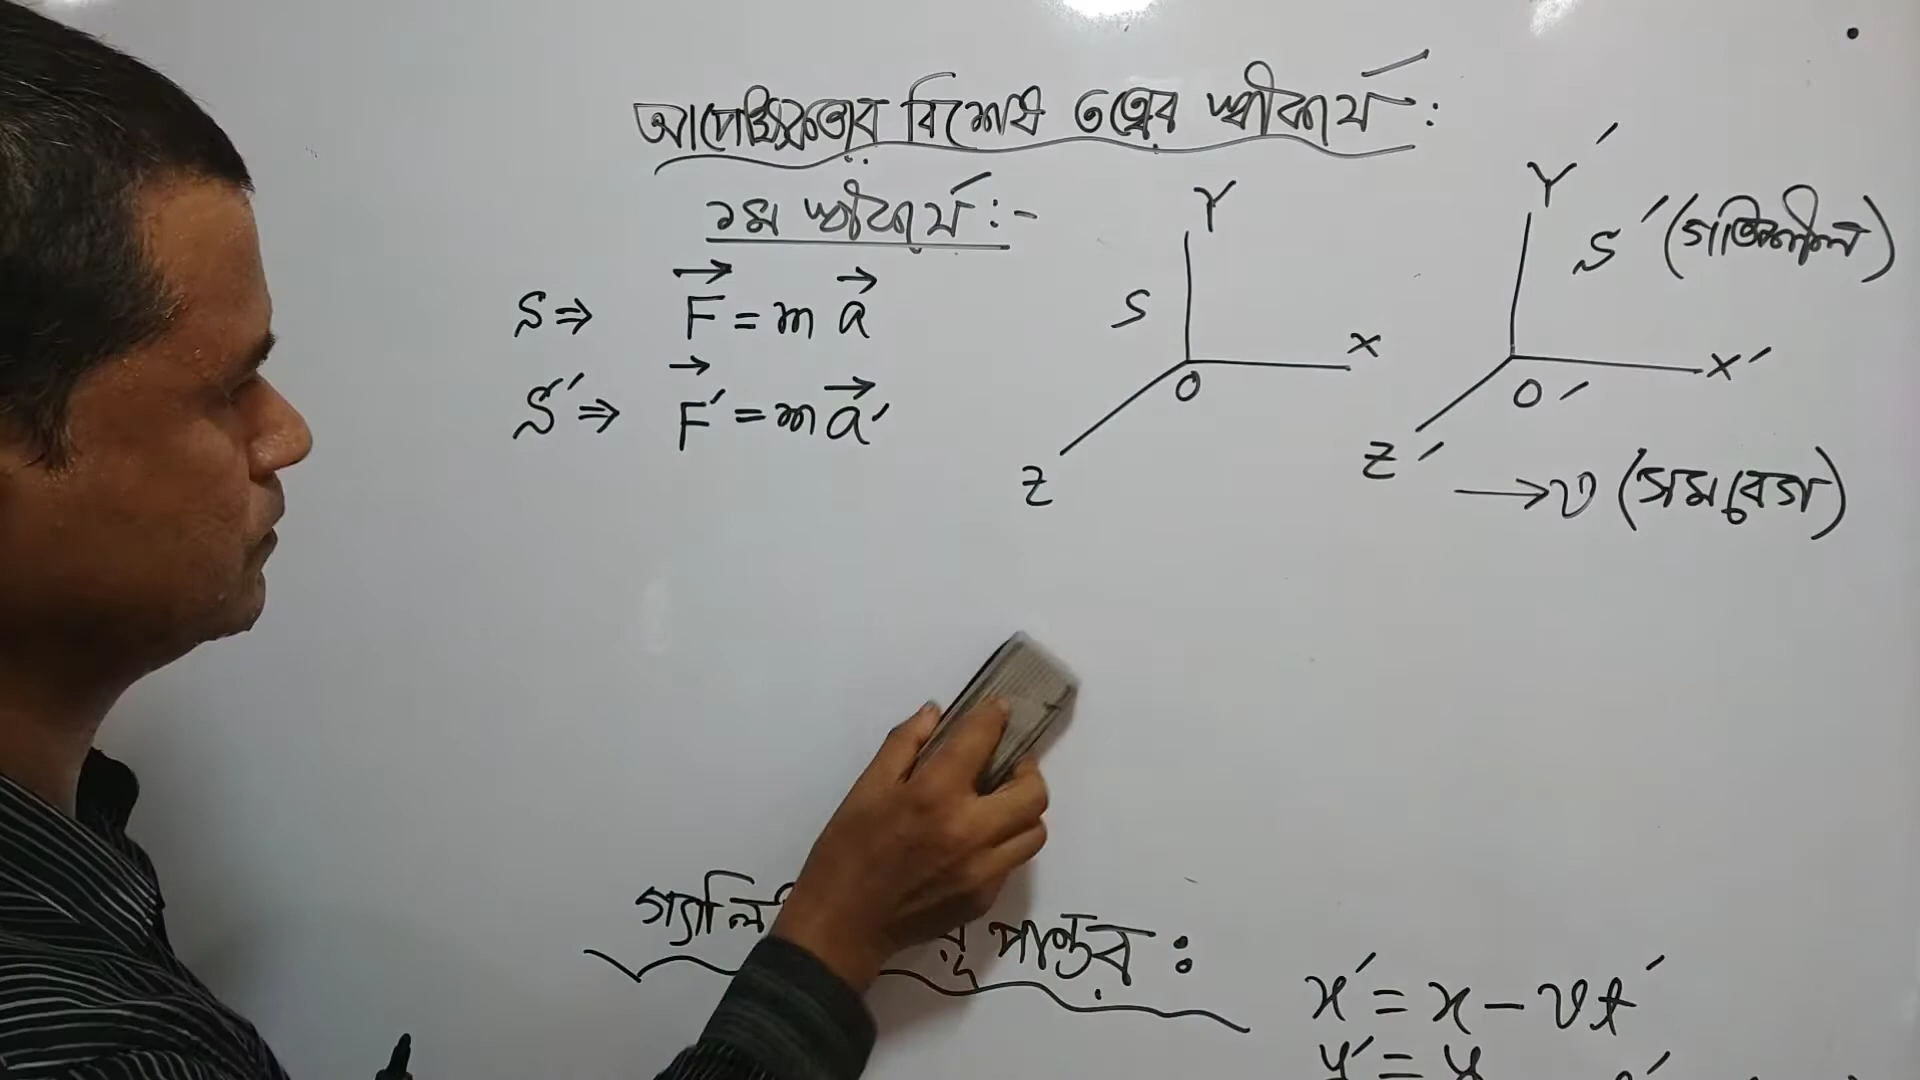 আপেক্ষিকতার বিশেষ তত্ত্বের স্বীকার্য :
১ম স্বীকার্য :-
S ⇒ F⃗ = m a⃗
S′ ⇒ F⃗′ = m a⃗′
Y
S
X
O
Z
Y′
S′ (গতিশীল)
X′
O′
Z′
→ v (সমবেগ)
রূপান্তর :
x′ = x − vt′
y′ = y